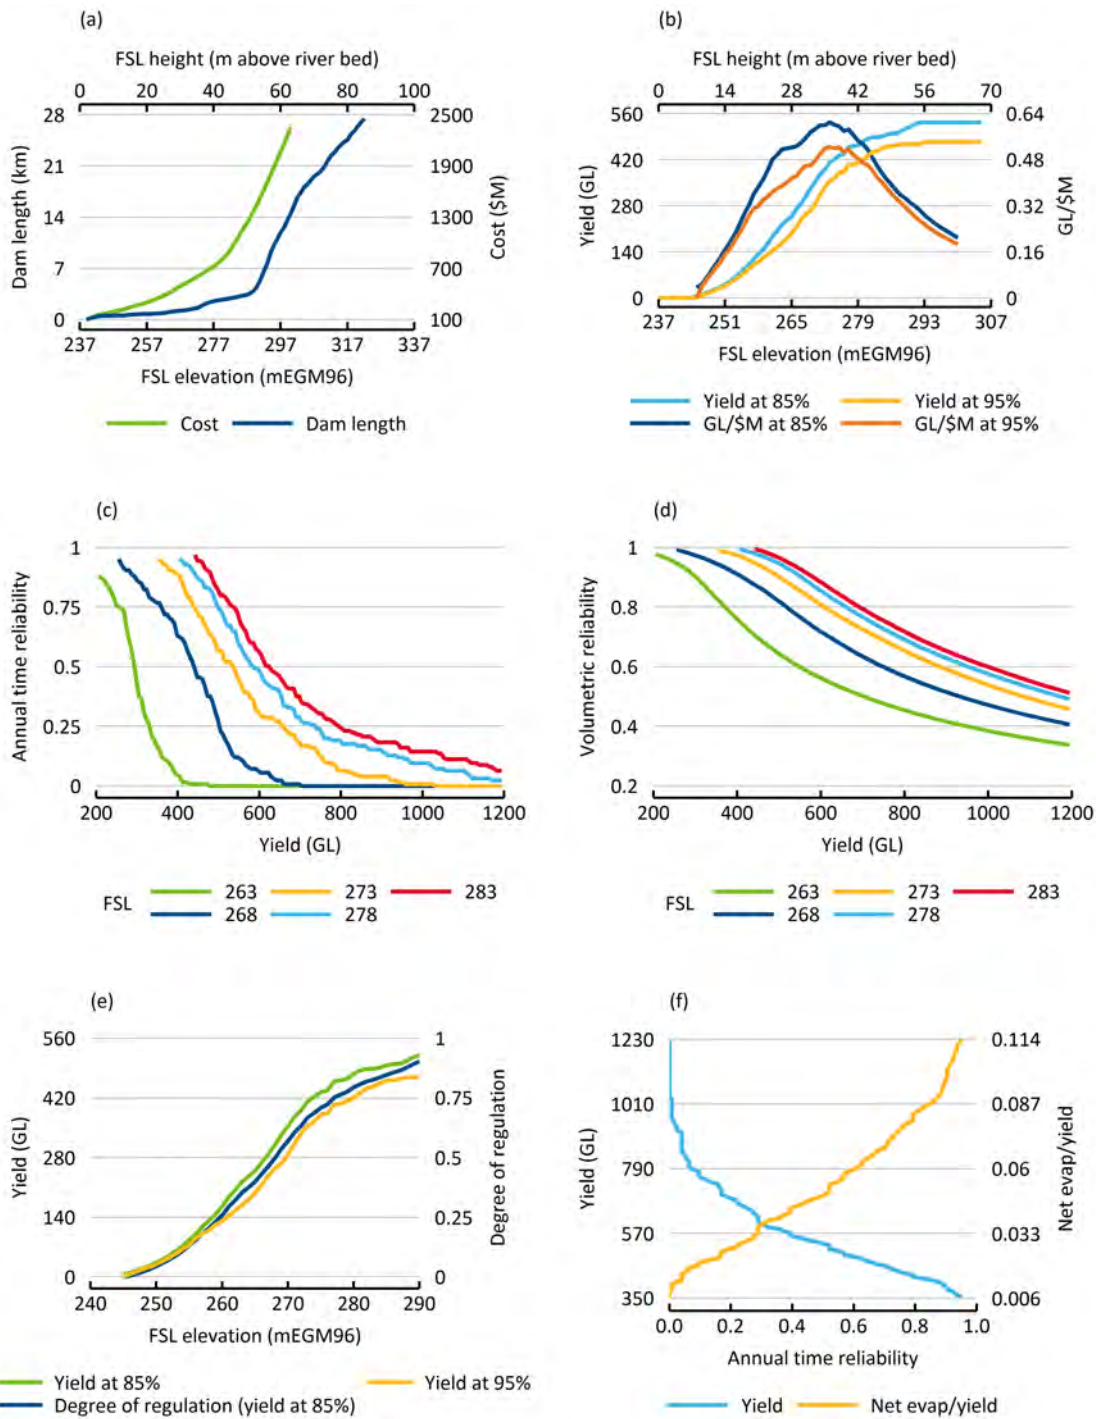 (a)
FSL height (m above river bed)
0 20 40 60 80 100
28 2500
21 1900
14 1300
7 700
0 100
Dam length (km)
Cost ($M)
237 257 277 297 317 337
FSL elevation (mEGM96)
Cost Dam length
(b)
FSL height (m above river bed)
0 14 28 42 56 70
560 0.64
420 0.48
280 0.32
140 0.16
0 0
Yield (GL)
GL/$M
237 251 265 279 293 307
FSL elevation (mEGM96)
Yield at 85% Yield at 95%
GL/$M at 85% GL/$M at 95%
(c)
Annual time reliability
1
0.75
0.5
0.25
0
200 400 600 800 1000 1200
Yield (GL)
FSL
263 273 283
268 278
(d)
Volumetric reliability
1
0.8
0.6
0.4
0.2
200 400 600 800 1000 1200
Yield (GL)
FSL
263 273 283
268 278
(e)
Yield (GL)
Degree of regulation
560 1
420 0.75
280 0.5
140 0.25
0 0
240 250 260 270 280 290
FSL elevation (mEGM96)
Yield at 85% Yield at 95%
Degree of regulation (yield at 85%)
(f)
Yield (GL)
Net evap/yield
1230 0.114
1010 0.087
790 0.06
570 0.033
350 0.006
0.0 0.2 0.4 0.6 0.8 1.0
Annual time reliability
Yield Net evap/yield